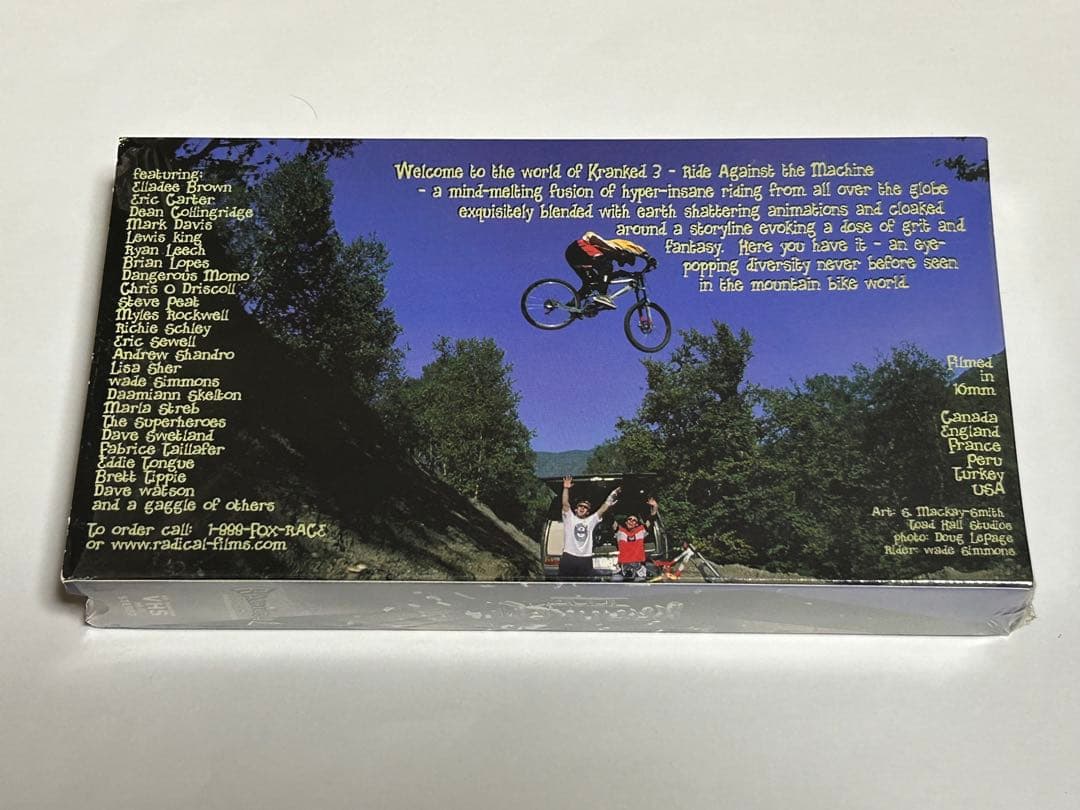 featuring:
Elladee Brown
Eric Carter
Dean Collingridge
Mark Davis
Lewis king
Ryan Leech
Brian Lopes
Dangerous Momo
Chris O Driscoll
Steve Peat
Myles Rockwell
Richie Schley
Eric Sewell
Andrew Shandro
Lisa Sher
wade Simmons
Daamiann Skelton
Marla Streb
The Superheroes
Dave Swetland
Fabrice Taillafer
Eddie Tongue
Brett Tippie
Dave watson
and a gaggle of others
To order call: 1-888-FOX-RACE
or www.radical-films.com
Welcome to the world of Kranked 3 - Ride Against the Machine
- a mind-melting fusion of hyper-insane riding from all over the globe
exquisitely blended with earth shattering animations and cloaked
around a storyline evoking a dose of grit and
fantasy. Here you have it - an eye-
popping diversity never before seen
in the mountain bike world
Filmed
in
16mm
Canada
England
France
Peru
Turkey
USA
Art: S. Mackay-Smith
Toad Hall Studios
photo: Doug LePage
Rider: wade Simmons
VHS